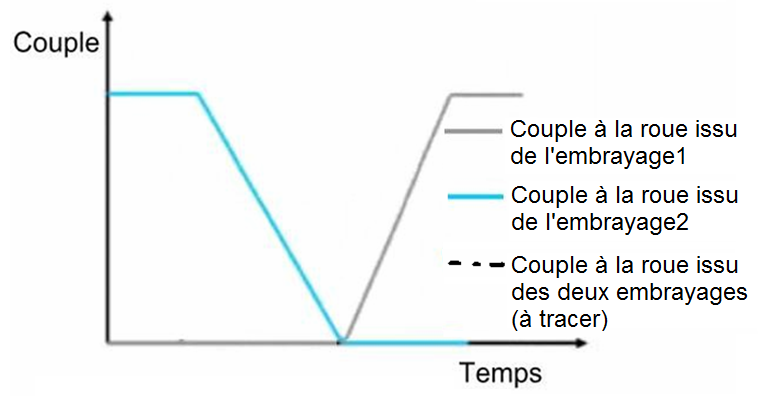 Couple
Couple à la roue issu
de l'embrayage1
Couple à la roue issu
de l'embrayage2
Couple à la roue issu
des deux embrayages
(à tracer)
Temps